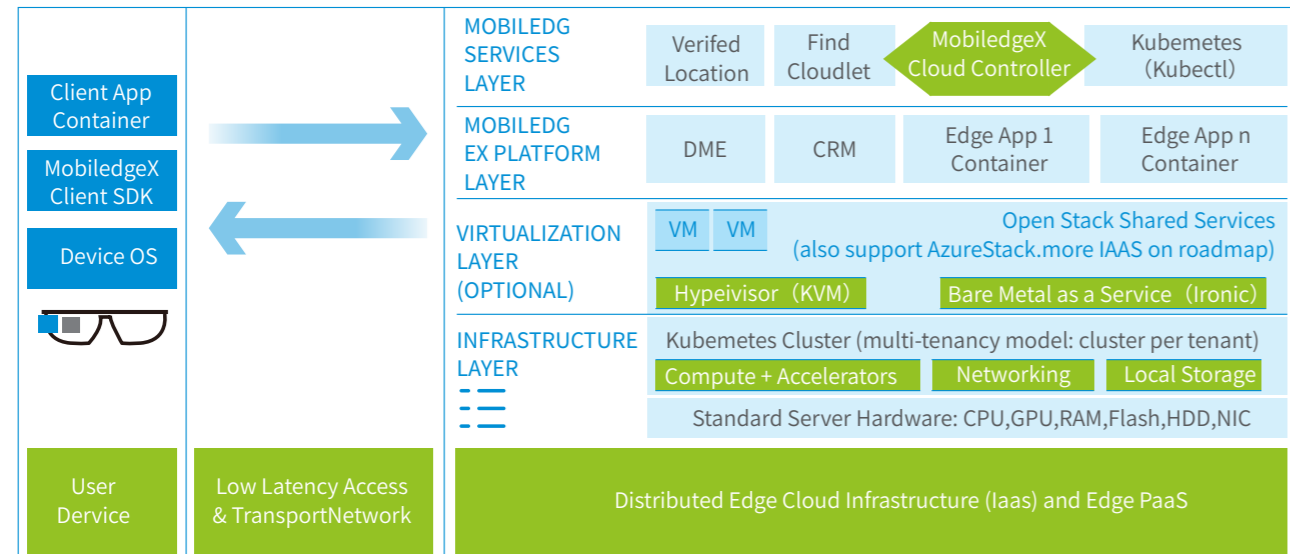 Client App
Container
MobiledgeX
Client SDK
Device OS
User
Dervice
Low Latency Access
& TransportNetwork
MOBILEDG
SERVICES
LAYER
Verifed
Location
Find
Cloudlet
MobiledgeX
Cloud Controller
Kubemetes
（Kubectl）
MOBILEDG
EX PLATFORM
LAYER
DME
CRM
Edge App 1
Container
Edge App n
Container
VIRTUALIZATION
LAYER
(OPTIONAL)
VM
VM
Open Stack Shared Services
(also support AzureStack.more IAAS on roadmap)
Hypeivisor（KVM）
Bare Metal as a Service（Ironic）
INFRASTRUCTURE
LAYER
Kubemetes Cluster (multi-tenancy model: cluster per tenant)
Compute + Accelerators
Networking
Local Storage
Standard Server Hardware: CPU,GPU,RAM,Flash,HDD,NIC
Distributed Edge Cloud Infrastructure (Iaas) and Edge PaaS